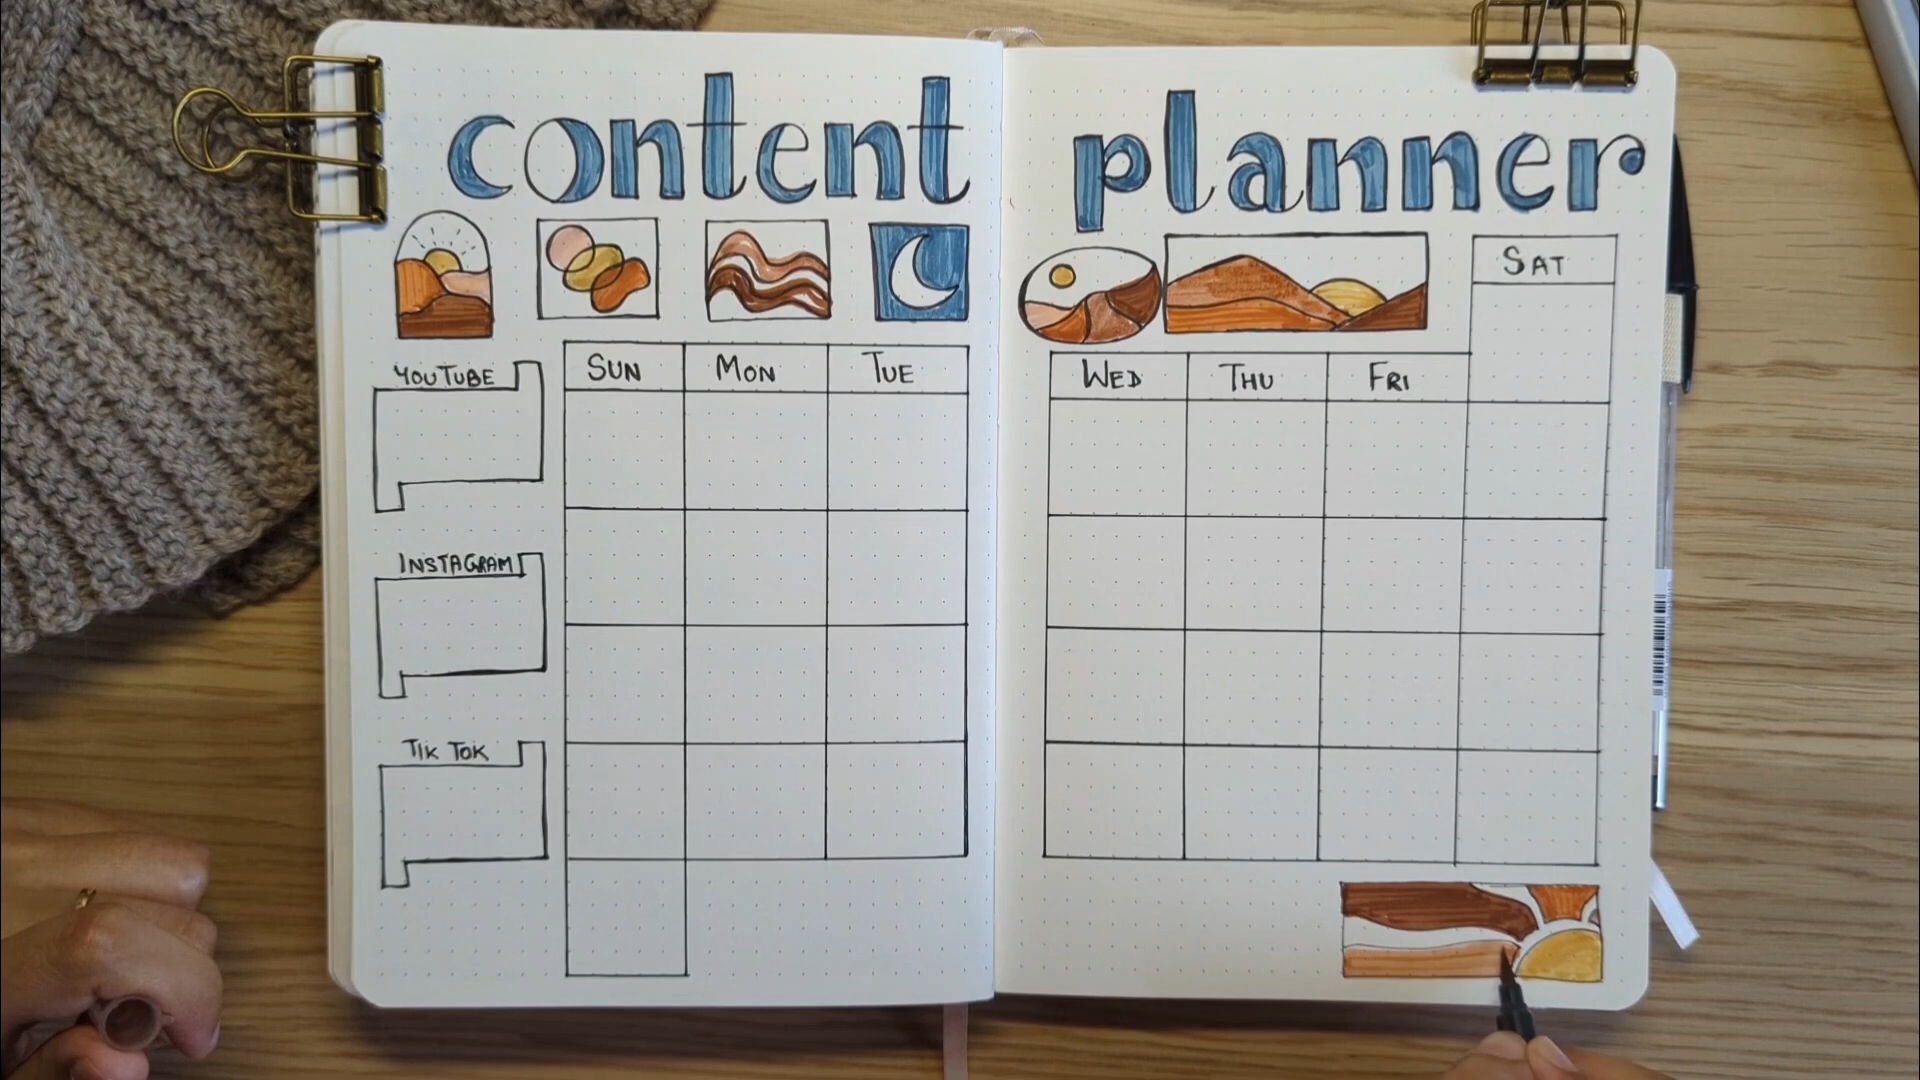 content planner
SAT
YOUTUBE
SUN MON TUE WED THU FRI
INSTAGRAM
TIK TOK